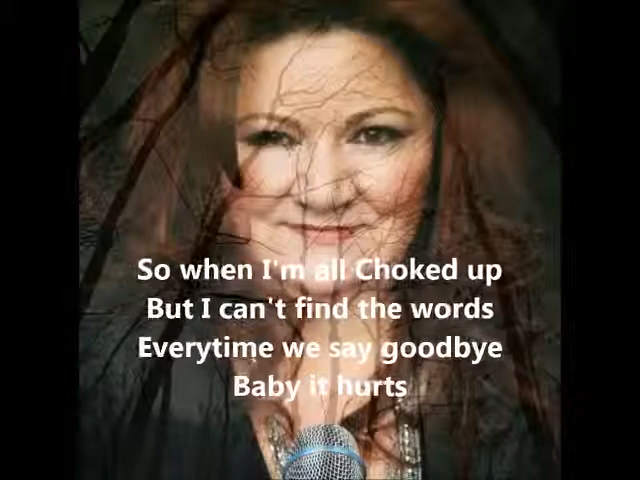 So when I'm all Choked up
But I can't find the words
Everytime we say goodbye
Baby it hurts